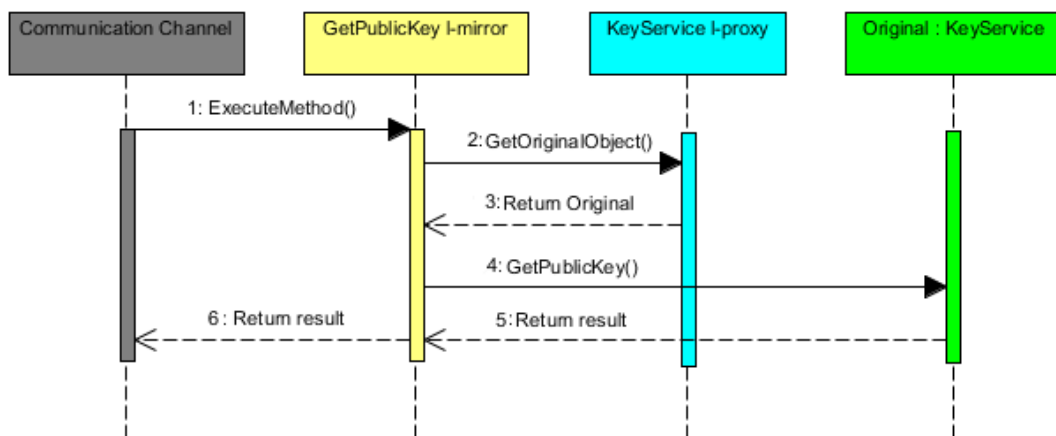 Communication Channel
GetPublicKey I-mirror
KeyService I-proxy
Original : KeyService
1: ExecuteMethod()
2:GetOriginalObject()
3:Return Original
4: GetPublicKey()
5:Return result
6 : Return result